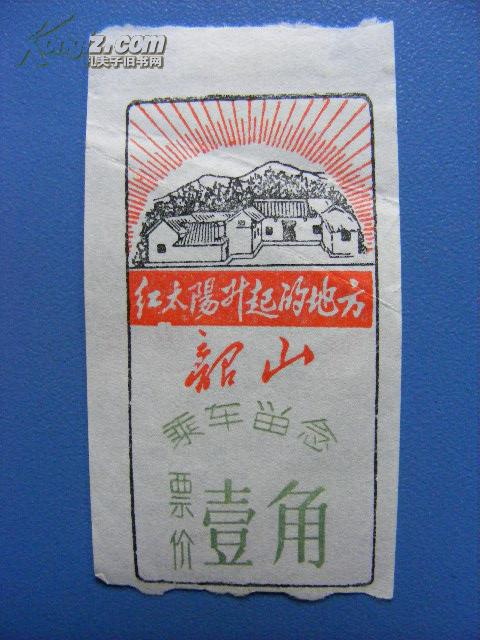 Kongfz.com
孔夫子旧书网
红太陽升起的地方
韶山
乘车留念
票价
壹角